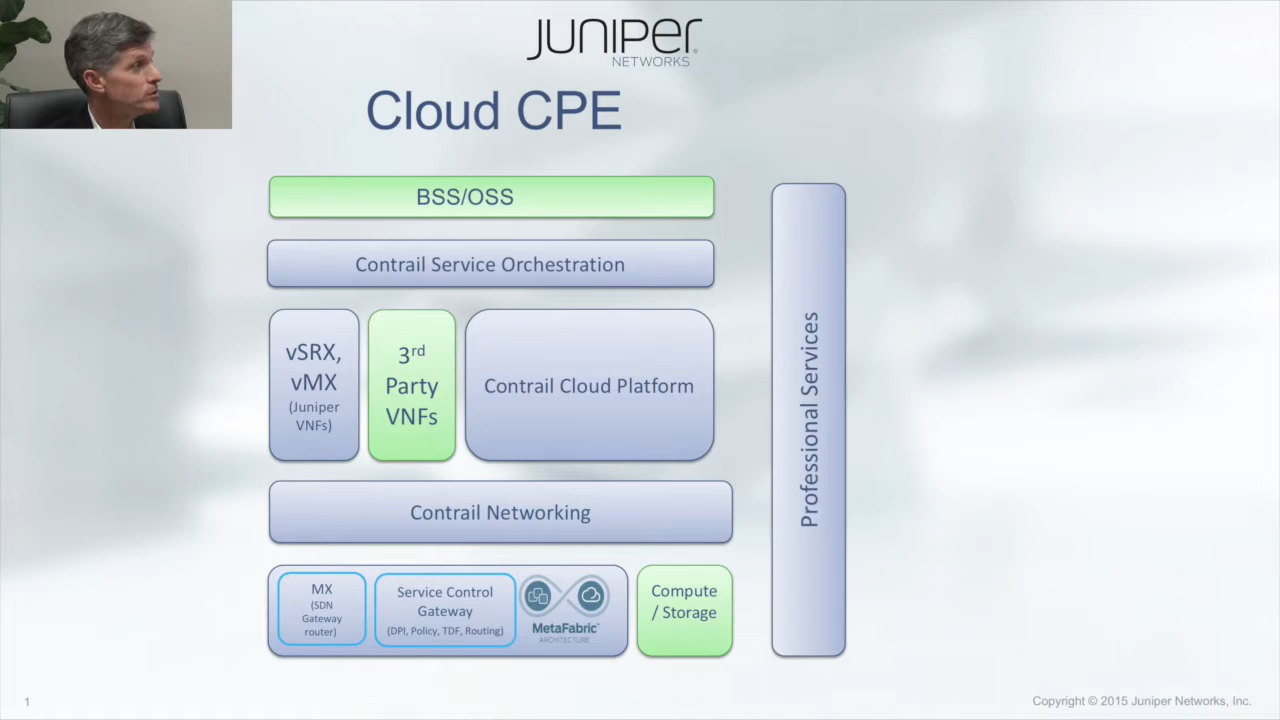 JUNIPER
NETWORKS
Cloud CPE
BSS/OSS
Contrail Service Orchestration
vSRX,
vMX
(Juniper
VNFs)
3rd
Party
VNFs
Contrail Cloud Platform
Professional Services
Contrail Networking
MX
(SDN
Gateway
router)
Service Control
Gateway
(DPI, Policy, TDF, Routing)
MetaFabric™
ARCHITECTURE
Compute
/ Storage
1
Copyright © 2015 Juniper Networks, Inc.